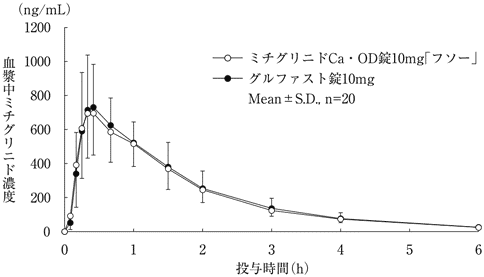 (ng/mL)
1200
1000
800
600
400
200
0
血漿中ミチグリニド濃度
ミチグリニドCa・OD錠10mg「フソー」
グルファスト錠10mg
Mean±S.D., n=20
0 1 2 3 4 5 6
投与時間(h)